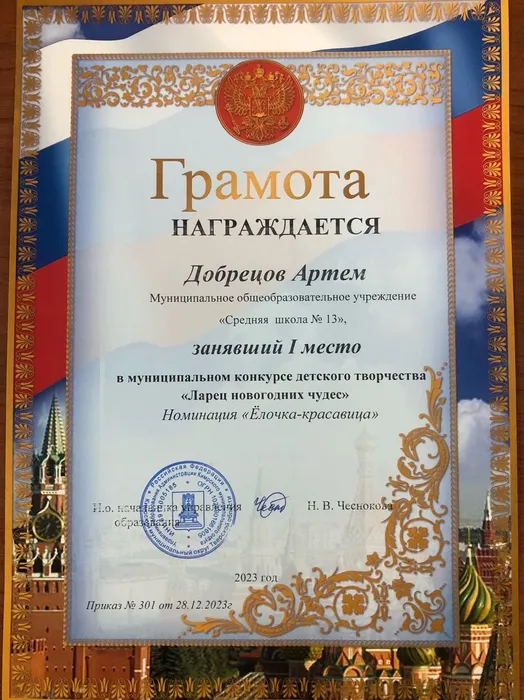 Грамота
НАГРАЖДАЕТСЯ
Добрецов Артем
Муниципальное общеобразовательное учреждение
«Средняя школа № 13»,
занявший I место
в муниципальном конкурсе детского творчества
«Ларец новогодних чудес»
Номинация «Ёлочка-красавица»
И.о. начальника управления Н. В. Чеснокова
образования
2023 год
Приказ № 301 от 28.12.2023г